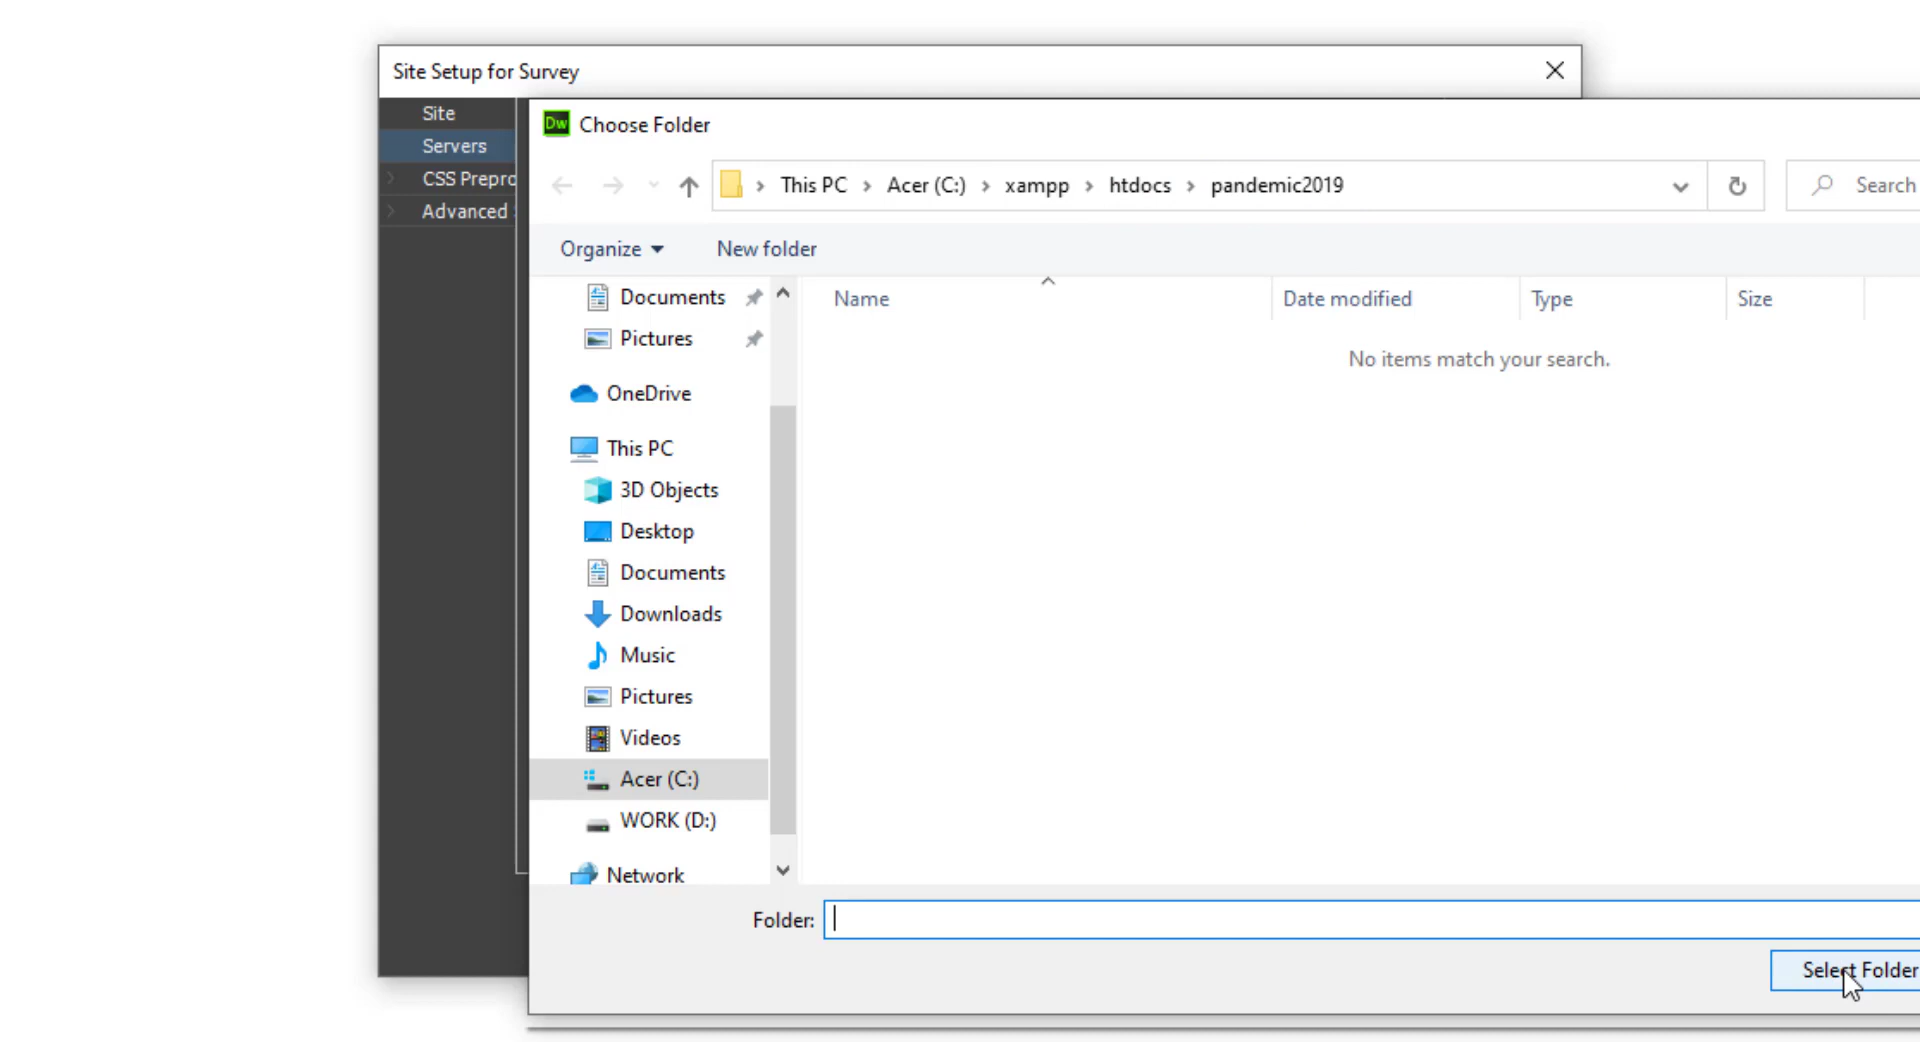 Site Setup for Survey
Site
Servers
CSS Prepro
Advanced
Dw Choose Folder
This PC > Acer (C:) > xampp > htdocs > pandemic2019
Search
Organize
New folder
Documents
Pictures
OneDrive
This PC
3D Objects
Desktop
Documents
Downloads
Music
Pictures
Videos
Acer (C:)
WORK (D:)
Network
Name
Date modified
Type
Size
No items match your search.
Folder:
Select Folder